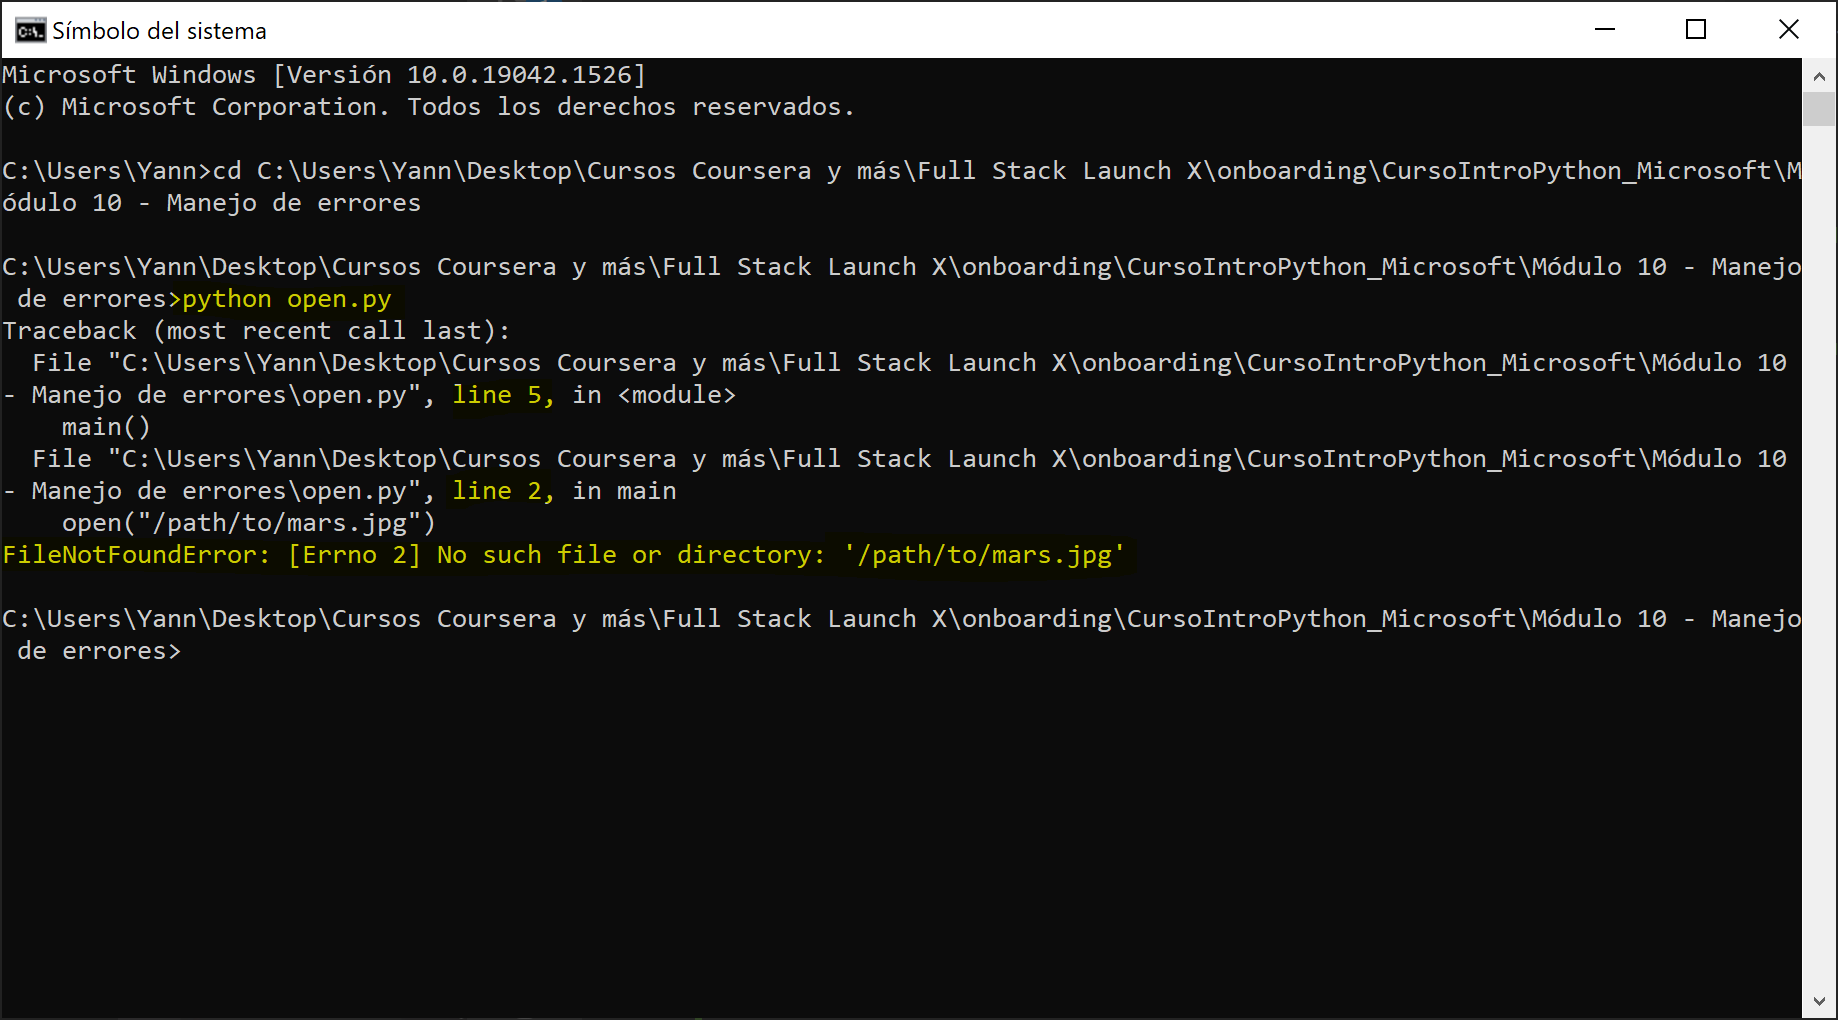 Símbolo del sistema
Microsoft Windows [Versión 10.0.19042.1526]
(c) Microsoft Corporation. Todos los derechos reservados.
C:\Users\Yann>cd C:\Users\Yann\Desktop\Cursos Coursera y más\Full Stack Launch X\onboarding\CursoIntroPython_Microsoft\M
ódulo 10 - Manejo de errores
C:\Users\Yann\Desktop\Cursos Coursera y más\Full Stack Launch X\onboarding\CursoIntroPython_Microsoft\Módulo 10 - Manejo
 de errores>python open.py
Traceback (most recent call last):
  File "C:\Users\Yann\Desktop\Cursos Coursera y más\Full Stack Launch X\onboarding\CursoIntroPython_Microsoft\Módulo 10
- Manejo de errores\open.py", line 5, in <module>
    main()
  File "C:\Users\Yann\Desktop\Cursos Coursera y más\Full Stack Launch X\onboarding\CursoIntroPython_Microsoft\Módulo 10
- Manejo de errores\open.py", line 2, in main
    open("/path/to/mars.jpg")
FileNotFoundError: [Errno 2] No such file or directory: '/path/to/mars.jpg'
C:\Users\Yann\Desktop\Cursos Coursera y más\Full Stack Launch X\onboarding\CursoIntroPython_Microsoft\Módulo 10 - Manejo
 de errores>